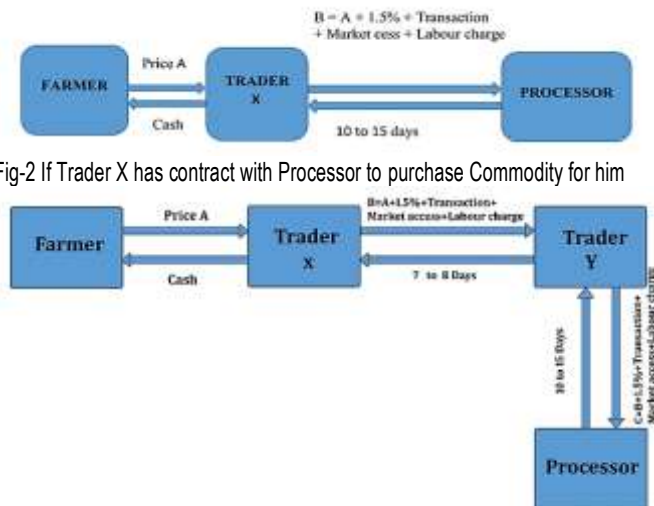 B = A + 1.5% + Transaction
+ Market cess + Labour charge
FARMER
Price A
Cash
TRADER
X
10 to 15 days
PROCESSOR
Fig-2 If Trader X has contract with Processor to purchase Commodity for him
Farmer
Price A
Cash
Trader
X
B=A+1.5%+Transaction+
Market access+Labour charge
7 to 8 Days
Trader
Y
10 to 15 Days
C=B+1.5%+Transaction+
Market access+Labour charges
Processor